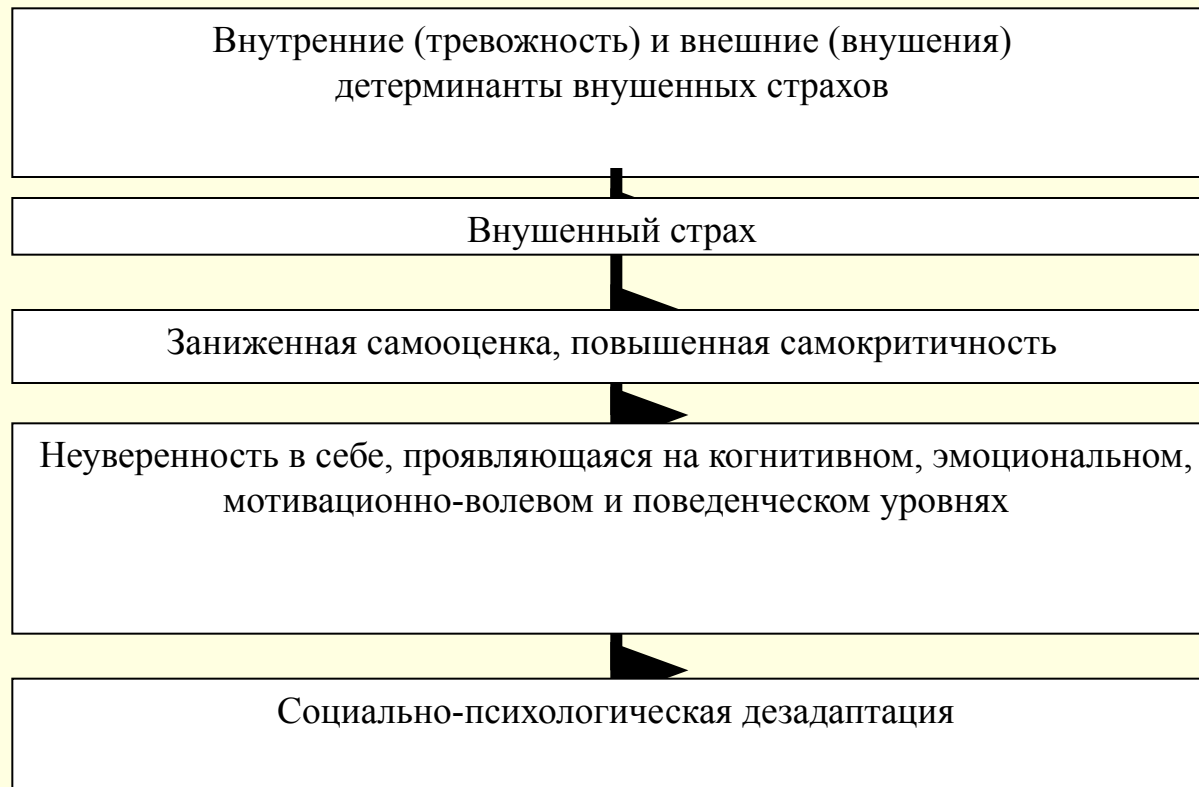 Внутренние (тревожность) и внешние (внушения)
детерминанты внушенных страхов
Внушенный страх
Заниженная самооценка, повышенная самокритичность
Неуверенность в себе, проявляющаяся на когнитивном, эмоциональном,
мотивационно-волевом и поведенческом уровнях
Социально-психологическая дезадаптация